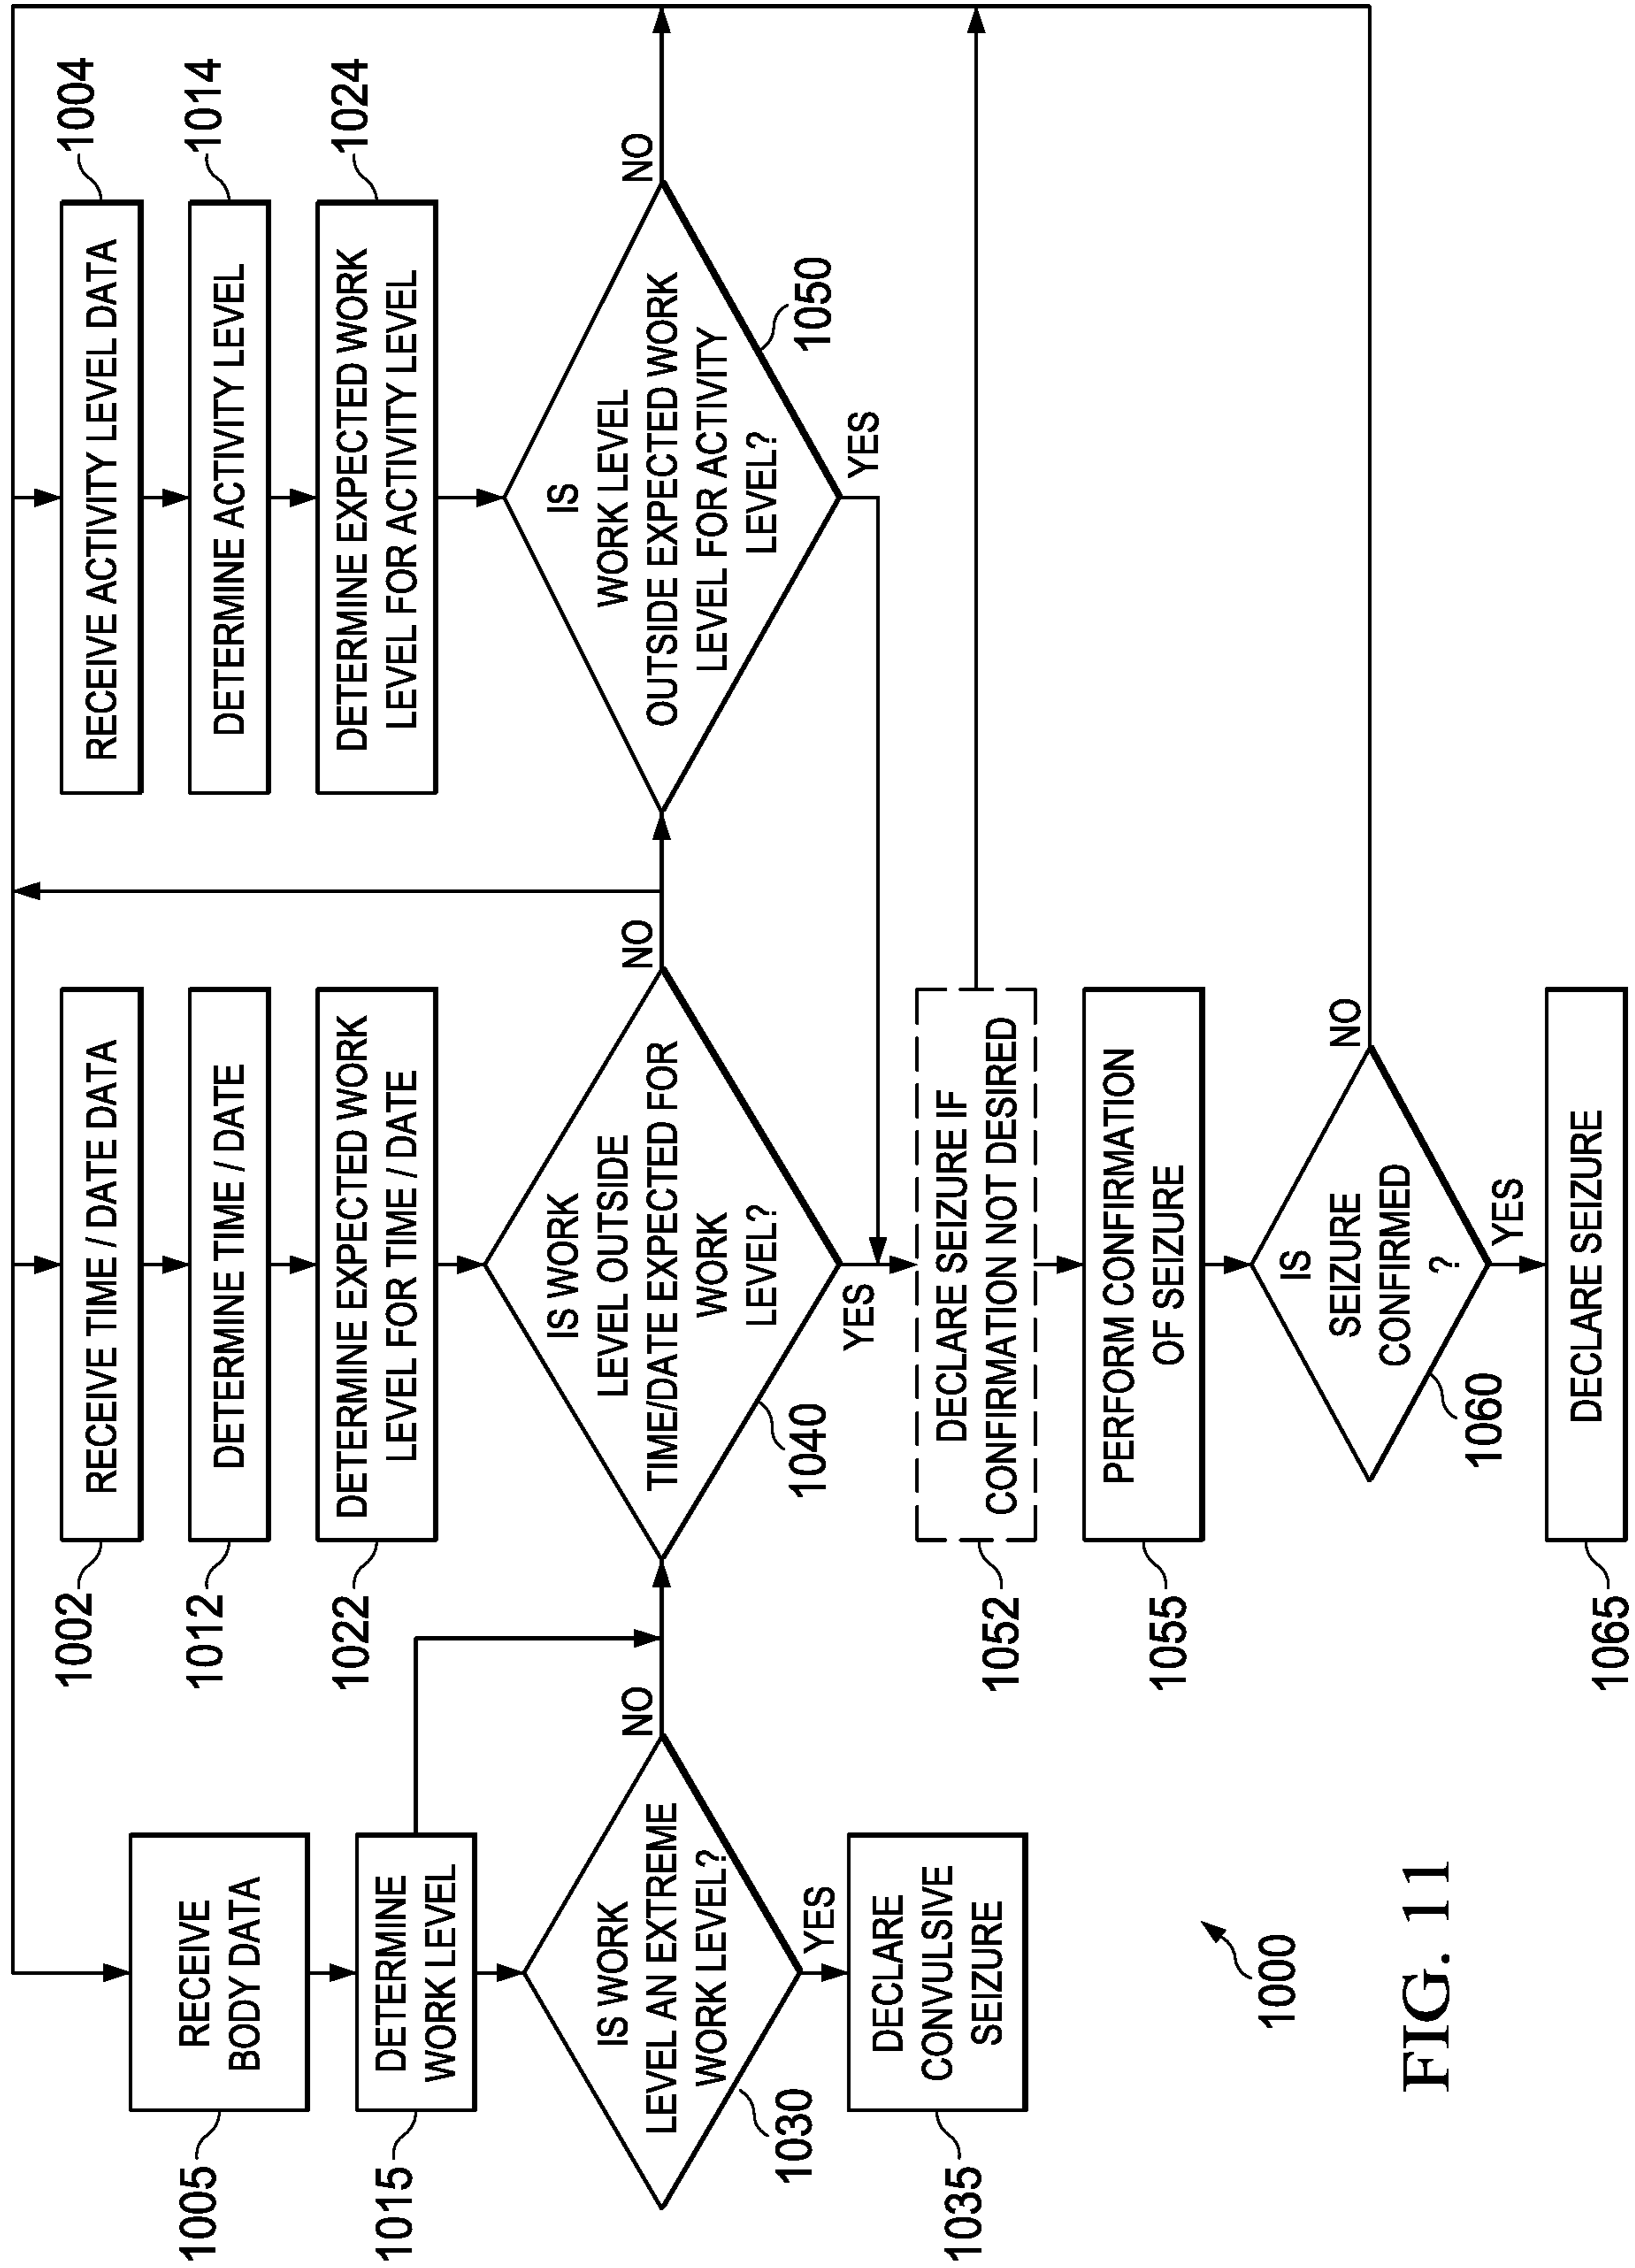 1005
RECEIVE
BODY DATA
1015
DETERMINE
WORK LEVEL
IS WORK
LEVEL AN EXTREME
WORK LEVEL?
1030
NO
YES
1035
DECLARE
CONVULSIVE
SEIZURE
1002
RECEIVE TIME / DATE DATA
1012
DETERMINE TIME / DATE
1022
DETERMINE EXPECTED WORK
LEVEL FOR TIME / DATE
IS WORK
LEVEL OUTSIDE
TIME/DATE EXPECTED FOR
WORK
LEVEL?
1040
NO
YES
RECEIVE ACTIVITY LEVEL DATA
1004
DETERMINE ACTIVITY LEVEL
1014
DETERMINE EXPECTED WORK
LEVEL FOR ACTIVITY LEVEL
1024
IS
WORK LEVEL
OUTSIDE EXPECTED WORK
LEVEL FOR ACTIVITY
LEVEL?
1050
NO
YES
1052
DECLARE SEIZURE IF
CONFIRMATION NOT DESIRED
1055
PERFORM CONFIRMATION
OF SEIZURE
IS
SEIZURE
CONFIRMED
?
1060
NO
YES
1065
DECLARE SEIZURE
1000
FIG. 11